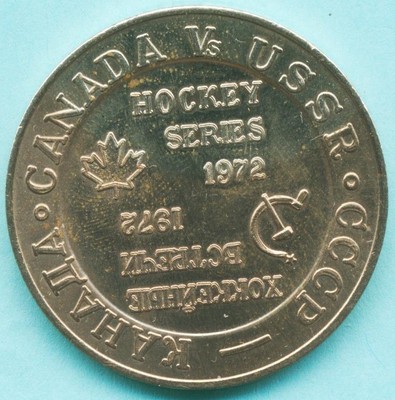 CANADA Vs USSR
СССР — КАНАДА
HOCKEY
SERIES
1972
ХОККЕЙНЫЕ
ВСТРЕЧИ
1972